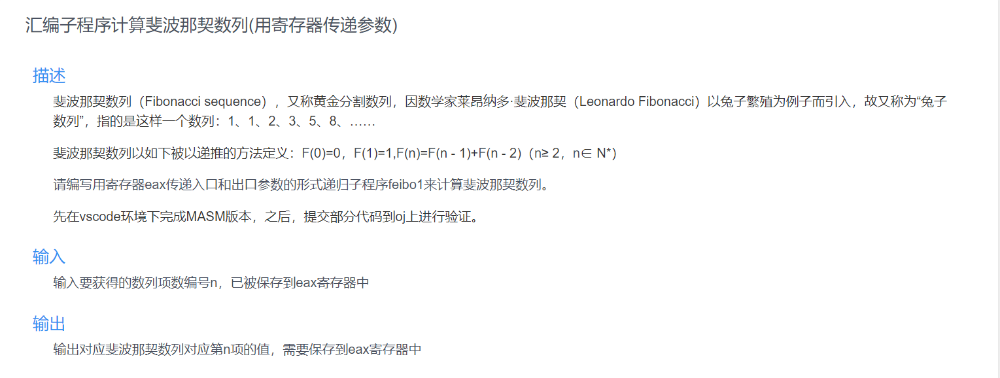 汇编子程序计算斐波那契数列(用寄存器传递参数)
描述
斐波那契数列（Fibonacci sequence），又称黄金分割数列，因数学家莱昂纳多·斐波那契（Leonardo Fibonacci）以兔子繁殖为例子而引入，故又称为“兔子
数列”，指的是这样一个数列：1、1、2、3、5、8、……
斐波那契数列以如下被以递推的方法定义：F(0)=0，F(1)=1,F(n)=F(n - 1)+F(n - 2)（n≥ 2，n∈ N*）
请编写用寄存器eax传递入口和出口参数的形式递归子程序feibo1来计算斐波那契数列。
先在vscode环境下完成MASM版本，之后，提交部分代码到oj上进行验证。
输入
输入要获得的数列项数编号n，已被保存到eax寄存器中
输出
输出对应斐波那契数列对应第n项的值，需要保存到eax寄存器中